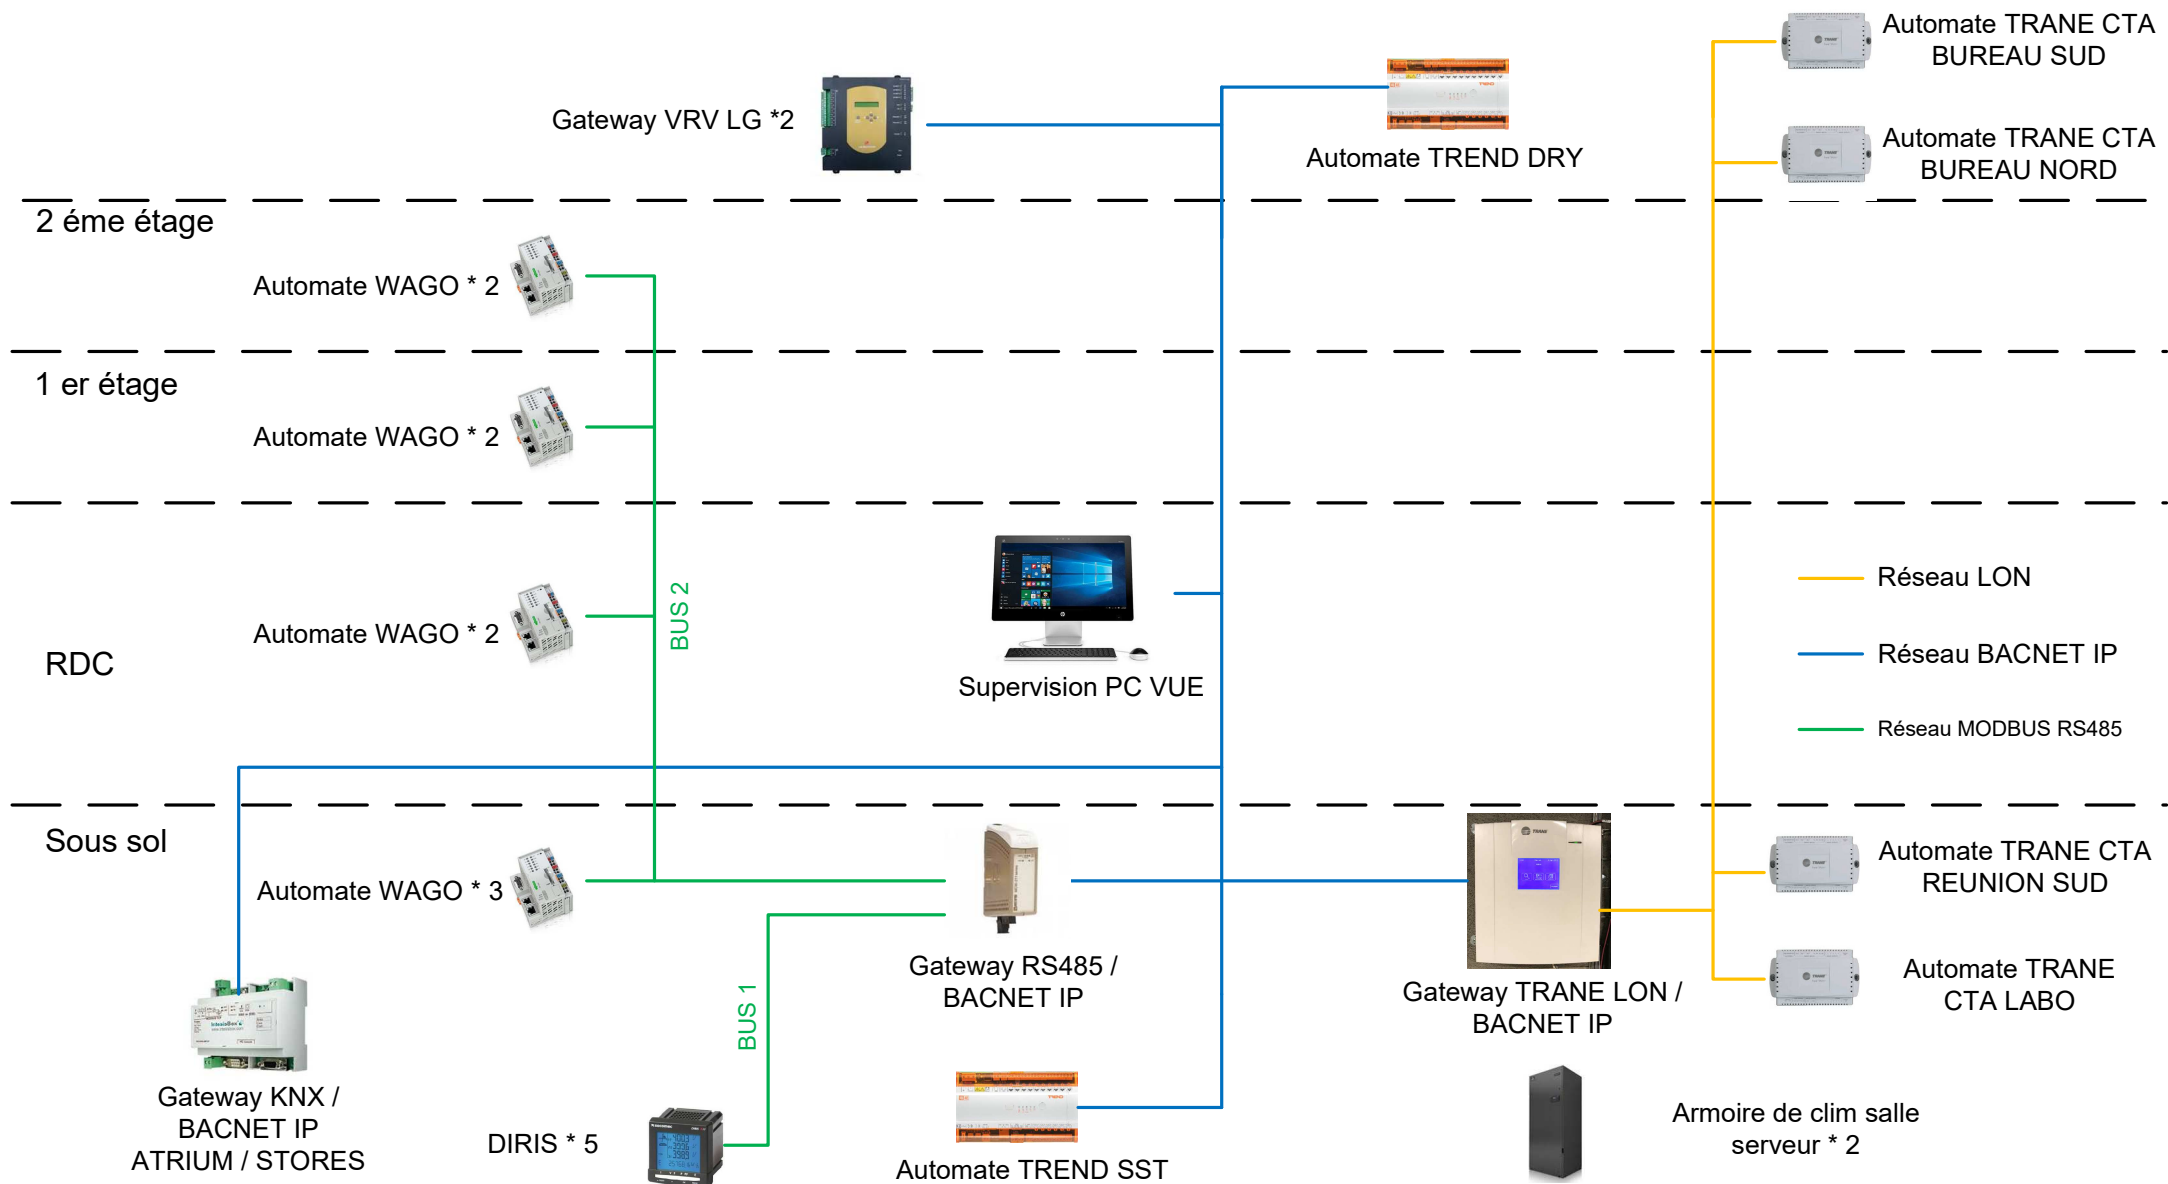 Automate TRANE CTA
BUREAU SUD
Gateway VRV LG *2
Automate TREND DRY
Automate TRANE CTA
BUREAU NORD
2 éme étage
Automate WAGO * 2
1 er étage
Automate WAGO * 2
RDC
Automate WAGO * 2
BUS 2
Supervision PC VUE
Réseau LON
Réseau BACNET IP
Réseau MODBUS RS485
Sous sol
Automate WAGO * 3
TRANE
Automate TRANE CTA
REUNION SUD
Gateway RS485 /
BACNET IP
Gateway TRANE LON /
BACNET IP
Automate TRANE
CTA LABO
IntesisBox
Gateway KNX /
BACNET IP
ATRIUM / STORES
BUS 1
DIRIS * 5
Automate TREND SST
Armoire de clim salle
serveur * 2